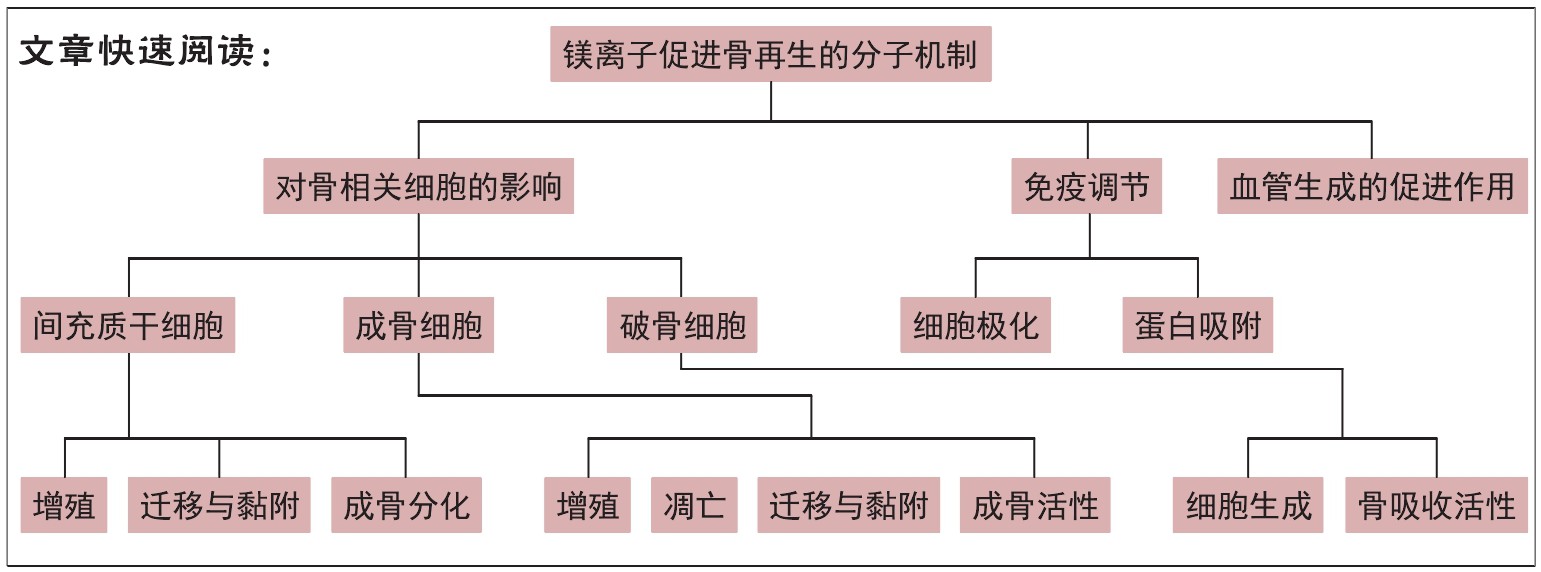 文章快速阅读：
镁离子促进骨再生的分子机制
对骨相关细胞的影响
免疫调节
血管生成的促进作用
间充质干细胞
成骨细胞
破骨细胞
细胞极化
蛋白吸附
增殖
迁移与黏附
成骨分化
增殖
凋亡
迁移与黏附
成骨活性
细胞生成
骨吸收活性